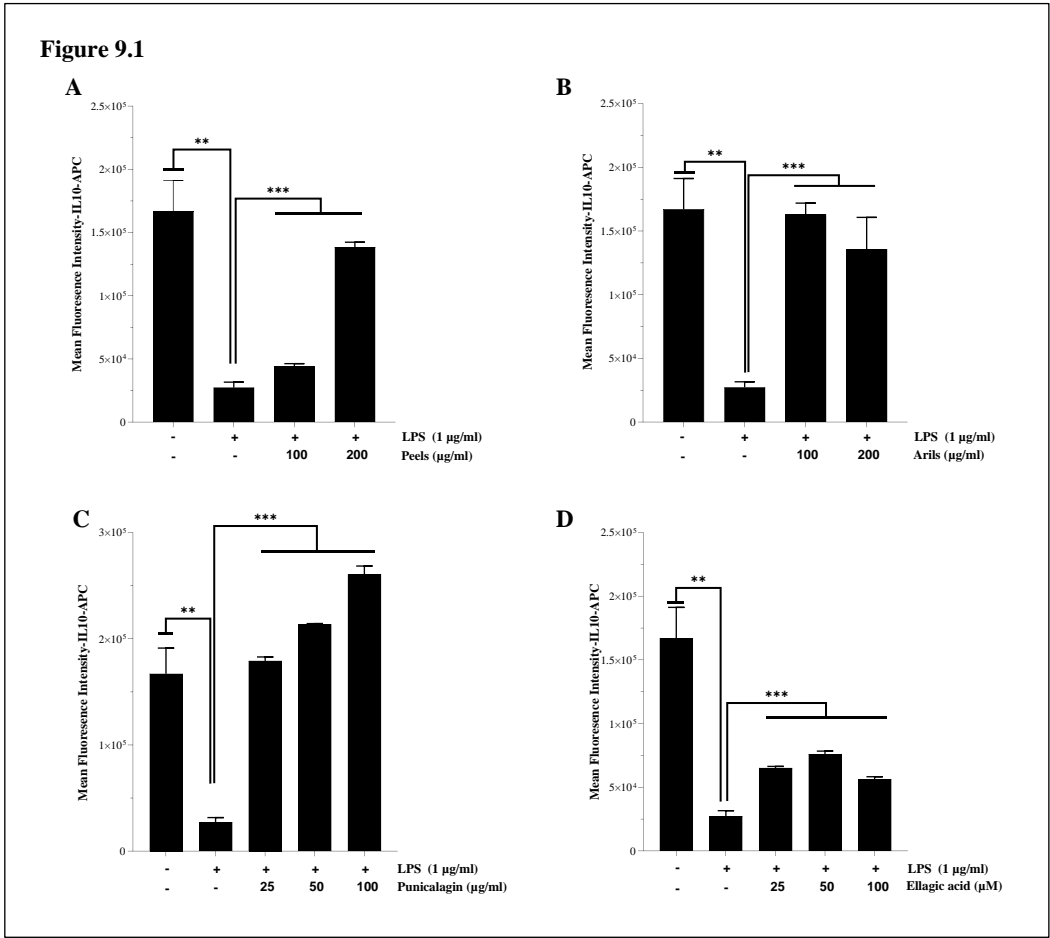 Figure 9.1
A
Mean Fluoresence Intensity-IL10-APC
2.5×10⁵
2×10⁵
1.5×10⁵
1×10⁵
5×10⁴
0
**
***
- + + + LPS (1 µg/ml)
- - 100 200 Peels (µg/ml)
B
Mean Fluoresence Intensity-IL10-APC
2.5×10⁵
2×10⁵
1.5×10⁵
1×10⁵
5×10⁴
0
**
***
- + + + LPS (1 µg/ml)
- - 100 200 Arils (µg/ml)
C
Mean Fluoresence Intensity-IL10-APC
3×10⁵
2×10⁵
1×10⁵
0
**
***
- + + + + LPS (1 µg/ml)
- - 25 50 100 Punicalagin (µg/ml)
D
Mean Fluoresence Intensity-IL10-APC
2.5×10⁵
2×10⁵
1.5×10⁵
1×10⁵
5×10⁴
0
**
***
- + + + + LPS (1 µg/ml)
- - 25 50 100 Ellagic acid (µM)